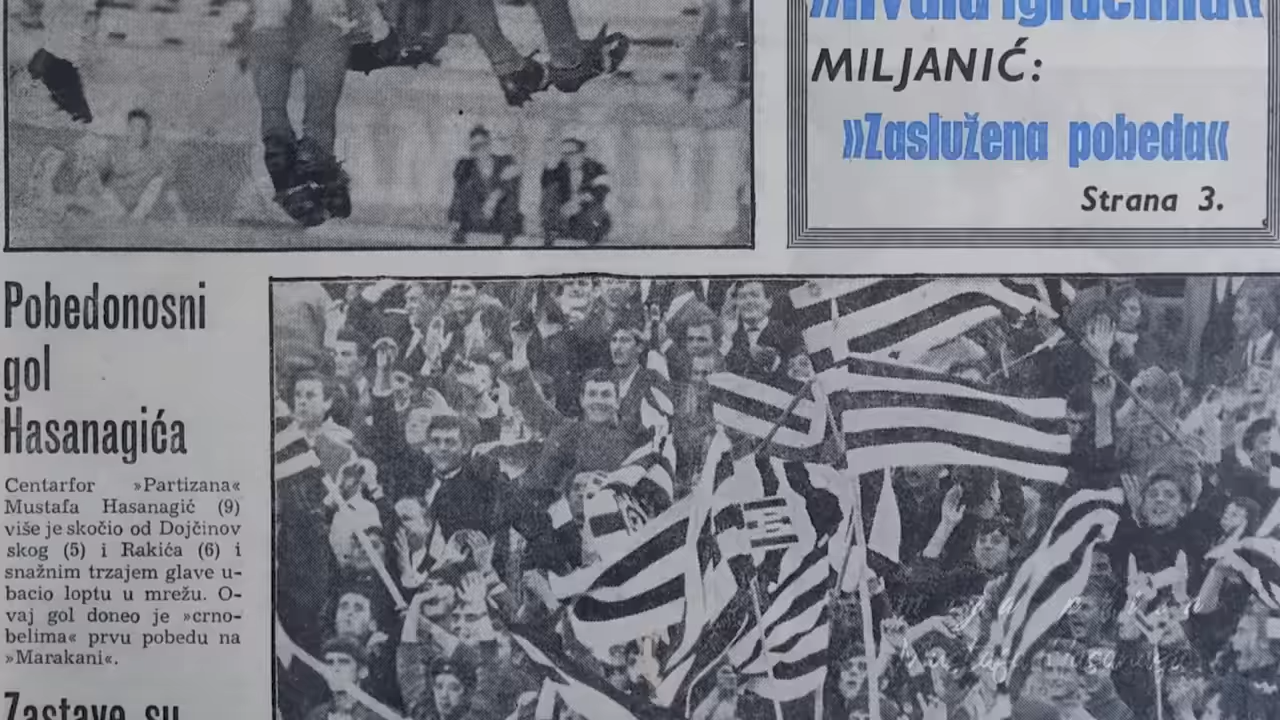 MILJANIĆ:
»Zaslužena pobeda«
Strana 3.
Pobedonosni
gol
Hasanagića
Centarfor »Partizana«
Mustafa Hasanagić (9)
više je skočio od Dojčinov
skog (5) i Rakića (6) i
snažnim trzajem glave u-
bacio loptu u mrežu. O-
vaj gol doneo je »crno-
belima« prvu pobedu na
»Marakani«.
Zastave su